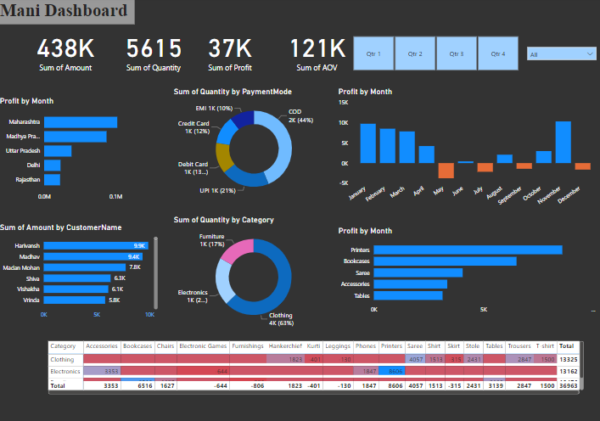 Mani Dashboard
438K
Sum of Amount
5615
Sum of Quantity
37K
Sum of Profit
121K
Sum of AOV
Qtr 1
Qtr 2
Qtr 3
Qtr 4
All
Profit by Month
Maharashtra
Madhya Pra...
Uttar Pradesh
Delhi
Rajasthan
0.0M 0.1M
Sum of Quantity by PaymentMode
EMI 1K (10%)
Credit Card
1K (12%)
Debit Card
1K (13...
UPI 1K (21%)
COD
2K (44%)
Profit by Month
15K
10K
5K
0K
-5K
January
February
March
April
May
June
July
August
September
October
November
December
Sum of Amount by CustomerName
Harivansh 9.9K
Madhav 9.4K
Madan Mohan 7.8K
Shiva 6.3K
Vishakha 6.1K
Vrinda 5.8K
0K 5K 10K
Sum of Quantity by Category
Furniture
1K (17%)
Electronics
1K (2...)
Clothing
4K (63%)
Profit by Month
Printers
Bookcases
Saree
Accessories
Tables
0K 5K
Category Accessories Bookcases Chairs Electronic Games Furnishings Hankerchief Kurti Leggings Phones Printers Saree Shirt Skirt Stole Tables Trousers T shirt Total
Clothing 1823 -401 -130 4057 1513 -315 2431 2847 1500 13325
Electronics 3353 -644 1847 8606 13162
Total 3353 6516 1627 -644 -806 1823 -401 -130 1847 8606 4057 1513 -315 2431 3139 2847 1500 36963